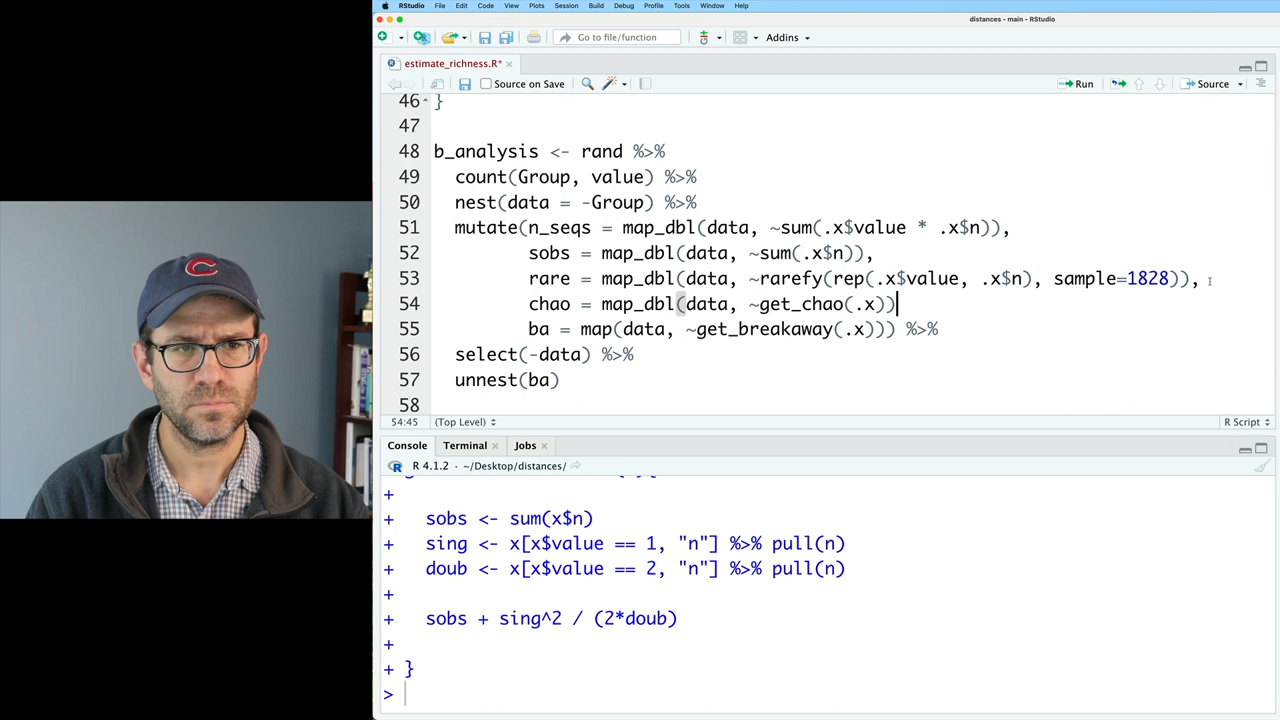 RStudio File Edit Code View Plots Session Build Debug Profile Tools Window Help
distances - main - RStudio
Go to file/function Addins
estimate_richness.R*
Source on Save Run Source
46 }
47
48 b_analysis <- rand %>%
49 count(Group, value) %>%
50 nest(data = -Group) %>%
51 mutate(n_seqs = map_dbl(data, ~sum(.x$value * .x$n)),
52 sobs = map_dbl(data, ~sum(.x$n)),
53 rare = map_dbl(data, ~rarefy(rep(.x$value, .x$n), sample=1828)),
54 chao = map_dbl(data, ~get_chao(.x))
55 ba = map(data, ~get_breakaway(.x))) %>%
56 select(-data) %>%
57 unnest(ba)
58
54:45 (Top Level) R Script
Console Terminal Jobs
R 4.1.2 · ~/Desktop/distances/
+
+ sobs <- sum(x$n)
+ sing <- x[x$value == 1, "n"] %>% pull(n)
+ doub <- x[x$value == 2, "n"] %>% pull(n)
+
+ sobs + sing^2 / (2*doub)
+
+ }
>